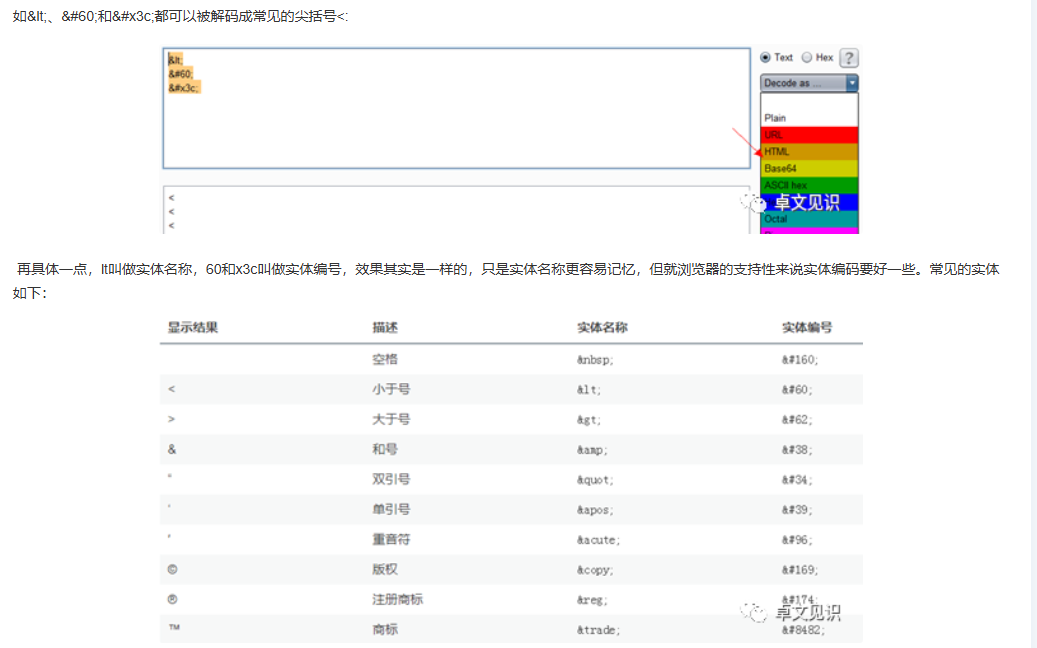 如&lt;、&#60;和&#x3c;都可以被解码成常见的尖括号<:
&lt;
&#60;
&#x3c;
Text Hex ?
Decode as ...
Plain
URL
HTML
Base64
ASCII hex
卓文见识
Octal
<
<
<
再具体一点，lt叫做实体名称，60和x3c叫做实体编号，效果其实是一样的，只是实体名称更容易记忆，但就浏览器的支持性来说实体编码要好一些。常见的实体
如下：
显示结果 描述 实体名称 实体编号
空格 &nbsp; &#160;
< 小于号 &lt; &#60;
> 大于号 &gt; &#62;
& 和号 &amp; &#38;
" 双引号 &quot; &#34;
' 单引号 &apos; &#39;
′ 重音符 &acute; &#96;
© 版权 &copy; &#169;
® 注册商标 &reg; &#174;
卓文见识
™ 商标 &trade; &#8482;